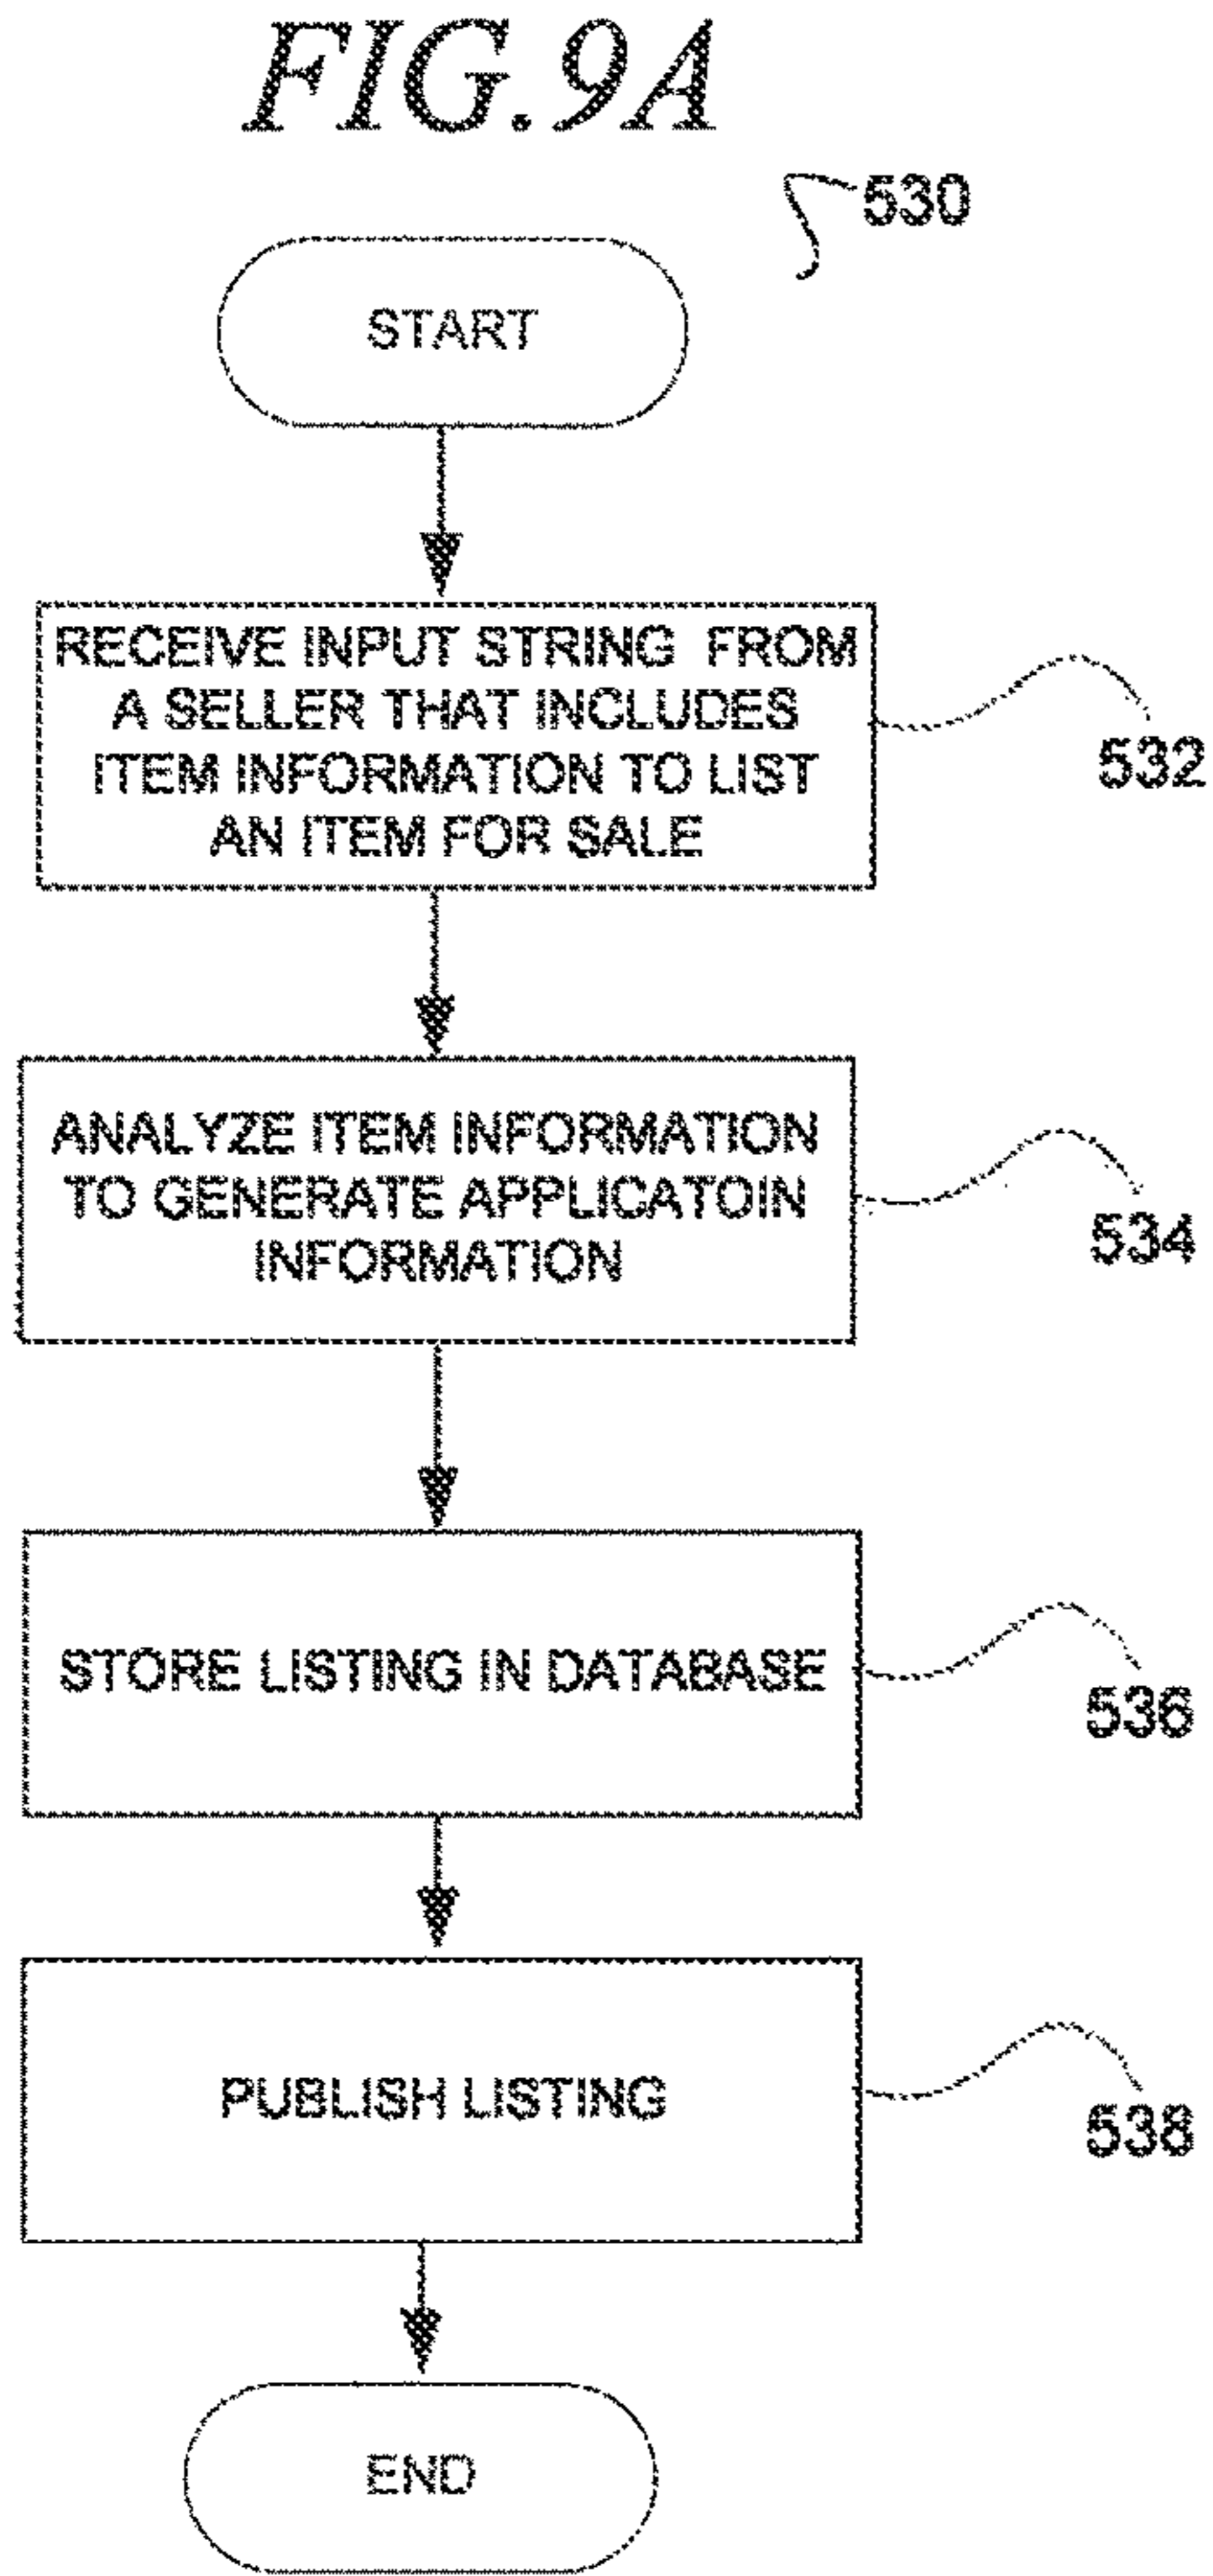 FIG.9A
530
START
RECEIVE INPUT STRING FROM
A SELLER THAT INCLUDES
ITEM INFORMATION TO LIST
AN ITEM FOR SALE
532
ANALYZE ITEM INFORMATION
TO GENERATE APPLICATOIN
INFORMATION
534
STORE LISTING IN DATABASE
536
PUBLISH LISTING
538
END